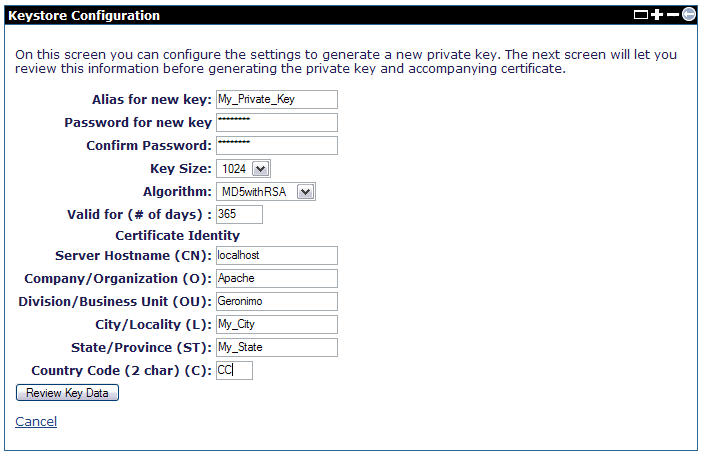 Keystore Configuration
On this screen you can configure the settings to generate a new private key. The next screen will let you
review this information before generating the private key and accompanying certificate.
Alias for new key: My_Private_Key
Password for new key ********
Confirm Password: ********
Key Size: 1024
Algorithm: MD5withRSA
Valid for (# of days) : 365
Certificate Identity
Server Hostname (CN): localhost
Company/Organization (O): Apache
Division/Business Unit (OU): Geronimo
City/Locality (L): My_City
State/Province (ST): My_State
Country Code (2 char) (C): CC
Review Key Data
Cancel